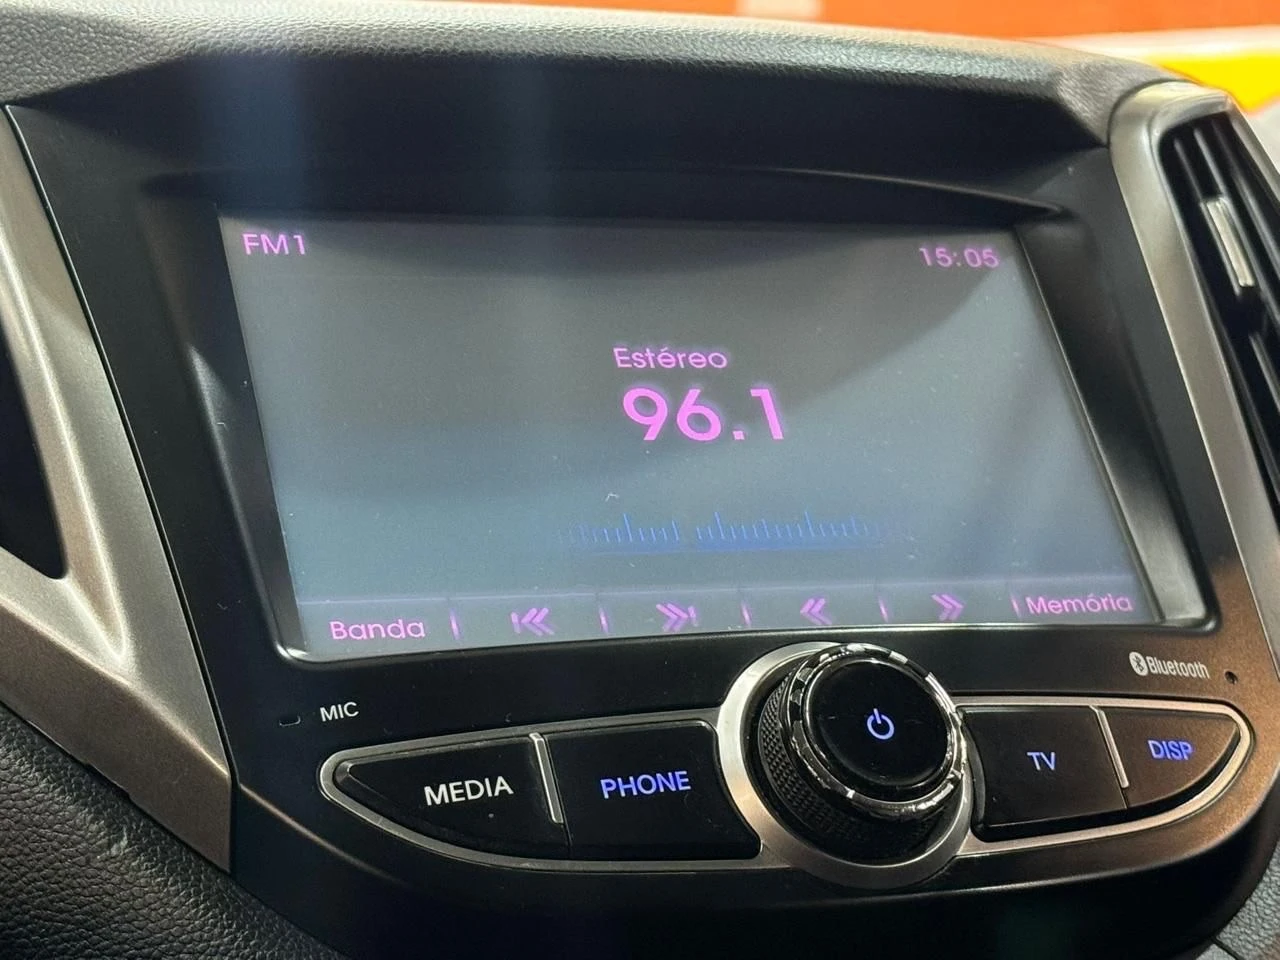 FM1
15:05
Estéreo
96.1
Banda
Memória
Bluetooth
MIC
MEDIA
PHONE
TV
DISP